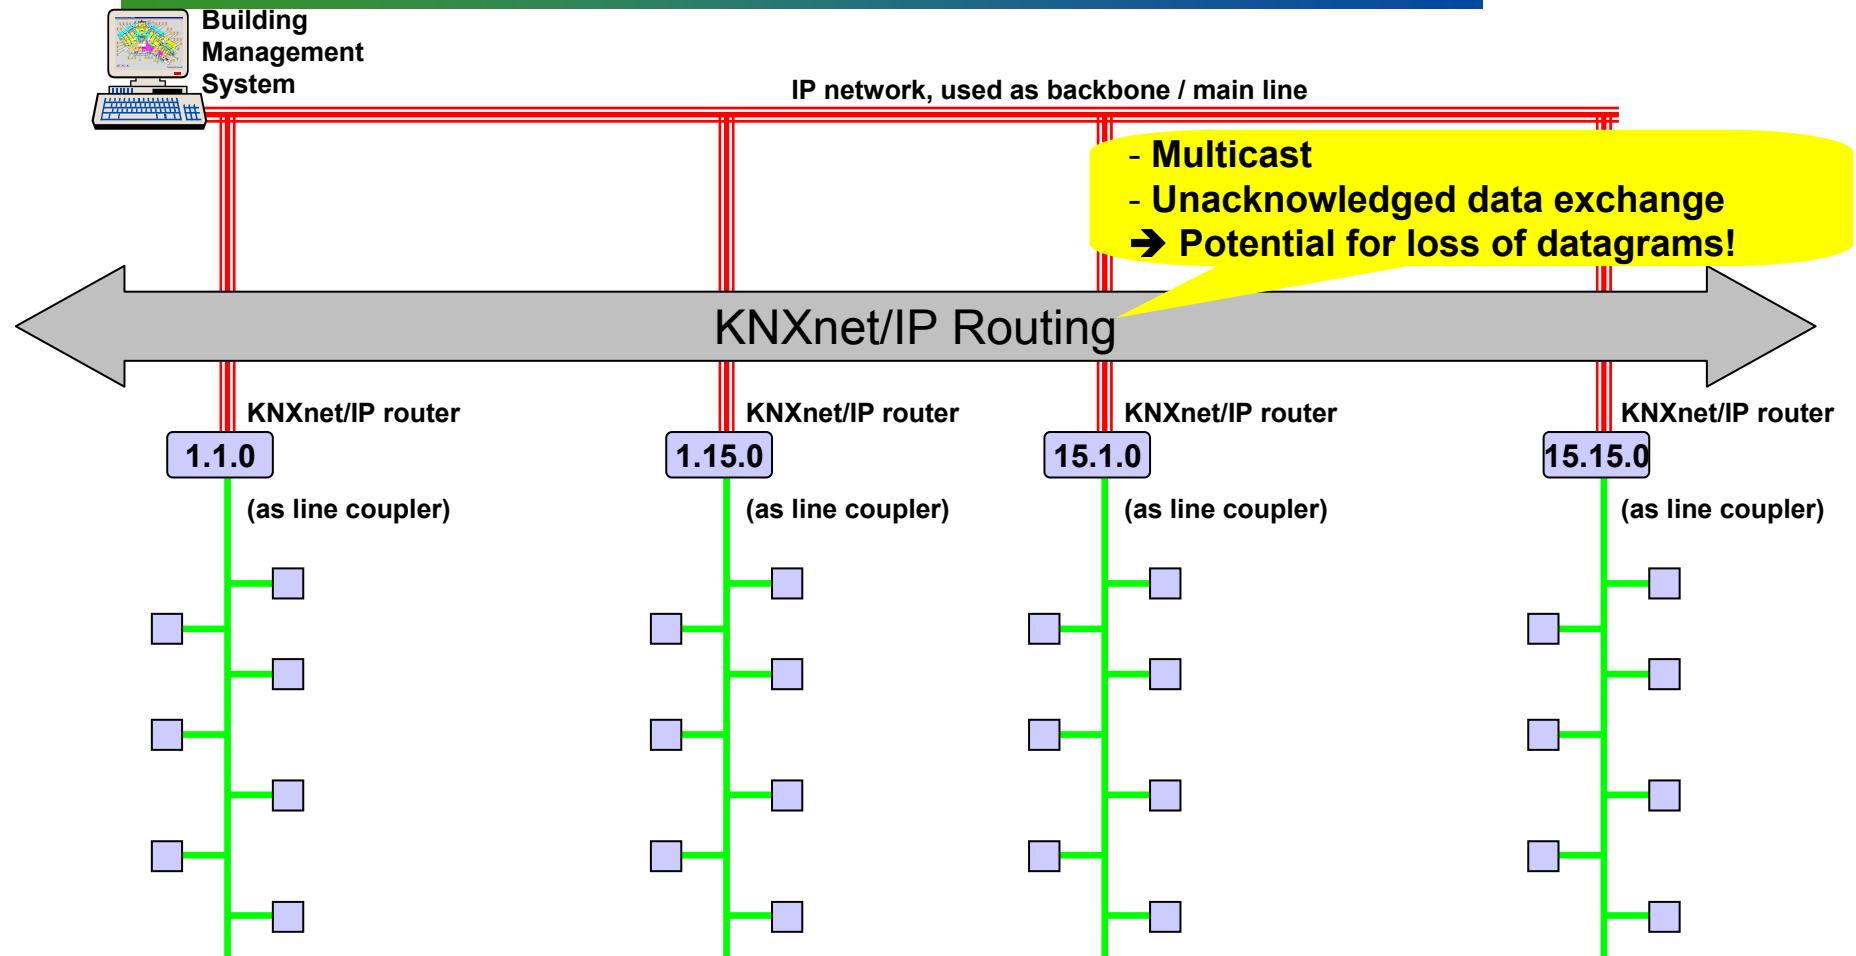 Building
Management
System
IP network, used as backbone / main line
- Multicast
- Unacknowledged data exchange
➔ Potential for loss of datagrams!
KNXnet/IP Routing
KNXnet/IP router
KNXnet/IP router
KNXnet/IP router
KNXnet/IP router
1.1.0
1.15.0
15.1.0
15.15.0
(as line coupler)
(as line coupler)
(as line coupler)
(as line coupler)